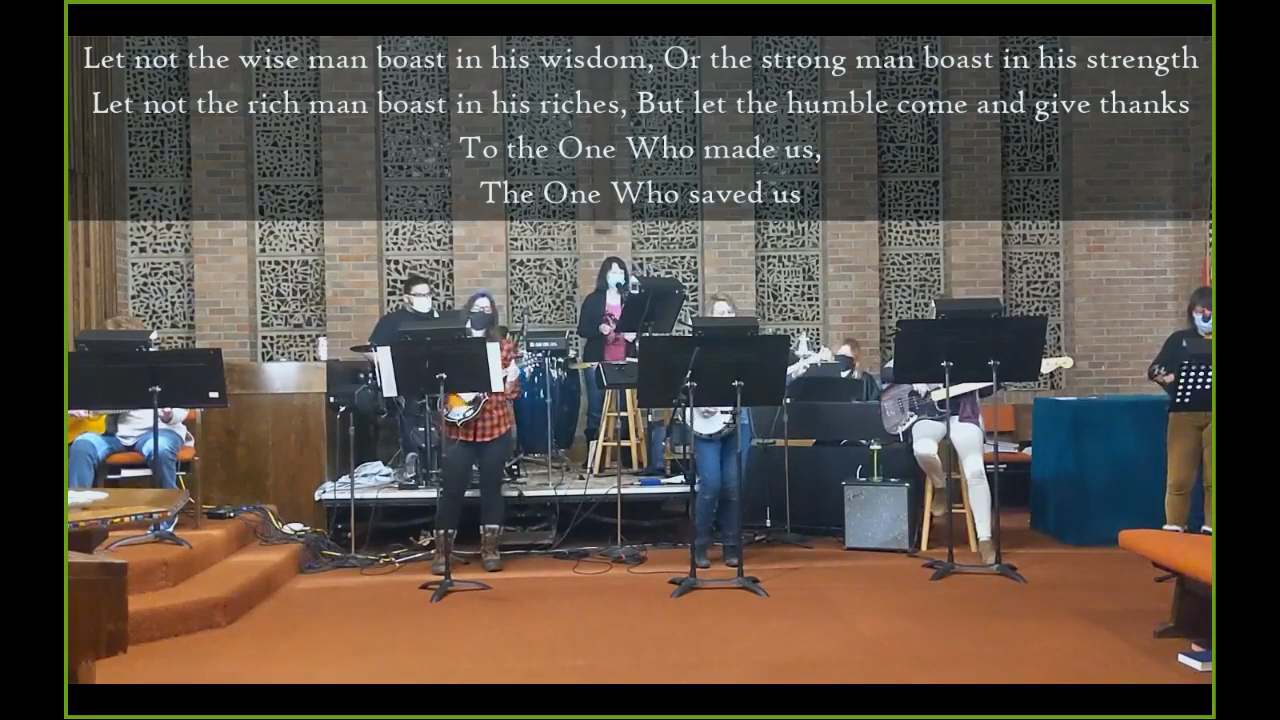 Let not the wise man boast in his wisdom, Or the strong man boast in his strength
Let not the rich man boast in his riches, But let the humble come and give thanks
To the One Who made us,
The One Who saved us